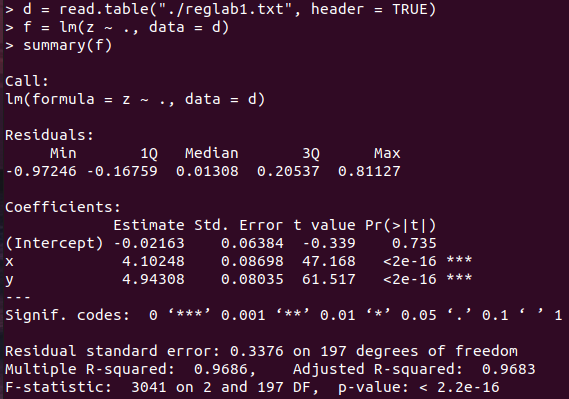 > d = read.table("./reglab1.txt", header = TRUE)
> f = lm(z ~ ., data = d)
> summary(f)

Call:
lm(formula = z ~ ., data = d)

Residuals:
     Min       1Q   Median       3Q      Max
-0.97246 -0.16759  0.01308  0.20537  0.81127

Coefficients:
            Estimate Std. Error t value Pr(>|t|)
(Intercept) -0.02163    0.06384  -0.339    0.735
x            4.10248    0.08698  47.168   <2e-16 ***
y            4.94308    0.08035  61.517   <2e-16 ***
---
Signif. codes:  0 ‘***’ 0.001 ‘**’ 0.01 ‘*’ 0.05 ‘.’ 0.1 ‘ ’ 1

Residual standard error: 0.3376 on 197 degrees of freedom
Multiple R-squared:  0.9686,    Adjusted R-squared:  0.9683
F-statistic:  3041 on 2 and 197 DF,  p-value: < 2.2e-16